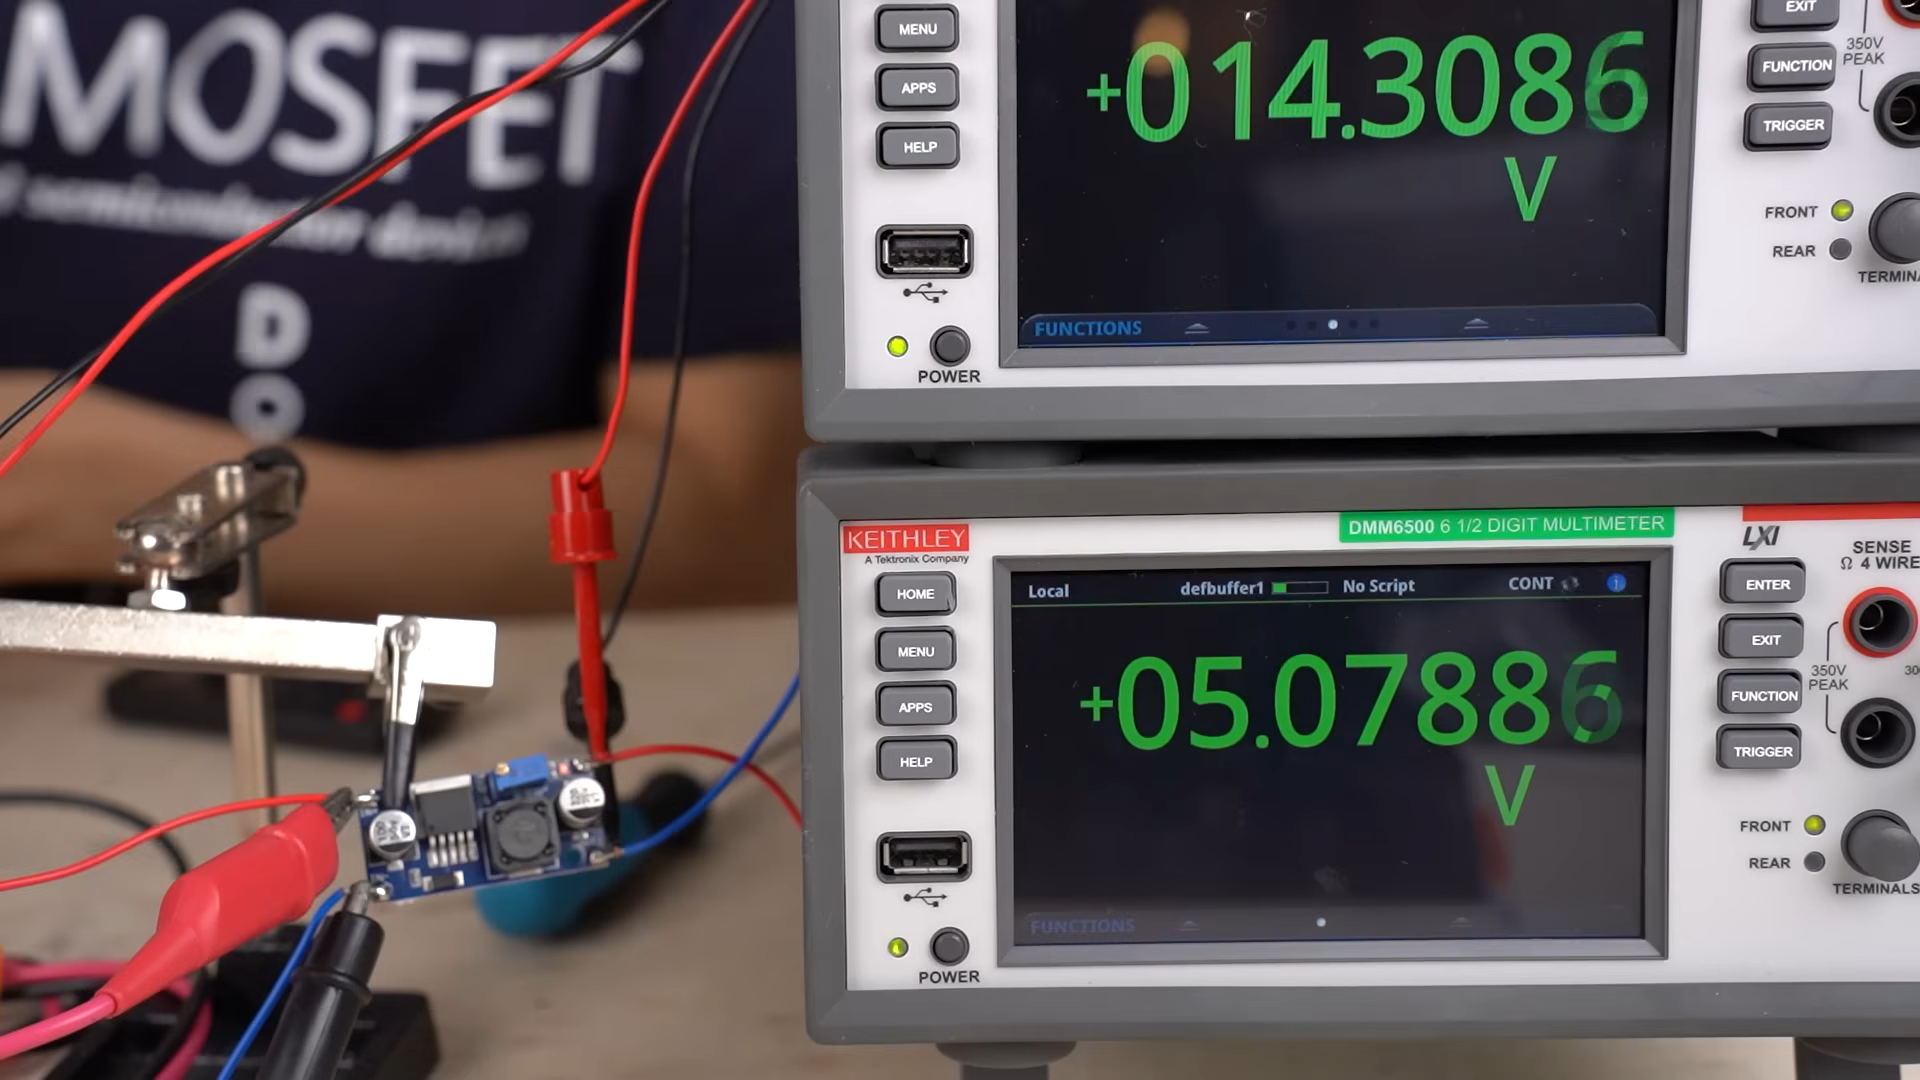 MOSFET
semiconductor device
D
O
MENU
APPS
HELP
POWER
+014.3086
V
FUNCTIONS
EXIT
FUNCTION
TRIGGER
350V
PEAK
FRONT
REAR
KEITHLEY
A Tektronix Company
DMM6500 6 1/2 DIGIT MULTIMETER
LXI
HOME
MENU
APPS
HELP
POWER
Local
defbuffer1
No Script
CONT
+05.07886
V
FUNCTIONS
ENTER
EXIT
FUNCTION
TRIGGER
SENSE
Ω 4 WIRE
350V
PEAK
FRONT
REAR
TERMINALS